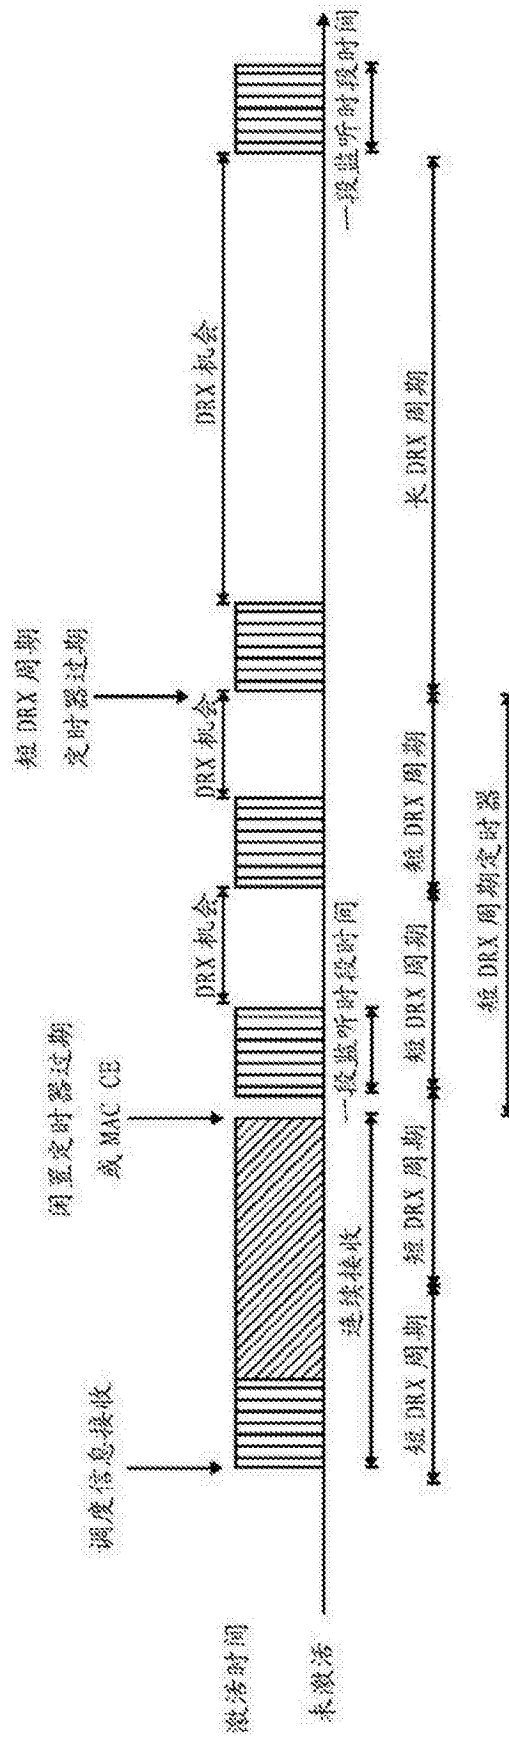 短 DRX 周期
定时器过期
闲置定时器过期
或 MAC CE
调度信息接收
DRX 机会
DRX 机会
DRX 机会
激活时间
未激活
连续接收
一段监听时段时间
一段监听时段时间
短 DRX 周期
短 DRX 周期
短 DRX 周期
短 DRX 周期
长 DRX 周期
短 DRX 周期定时器